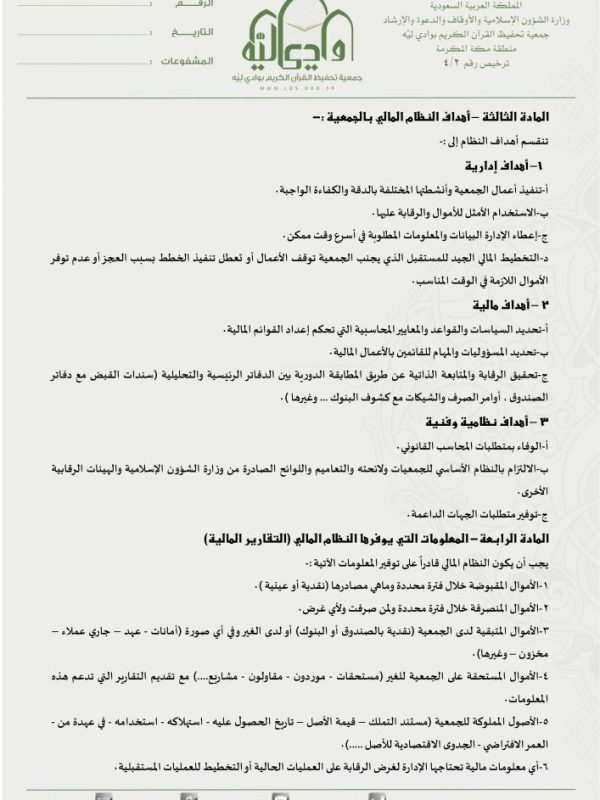 المملكة العربية السعودية
وزارة الشؤون الإسلامية والأوقاف والدعوة والإرشاد
جمعية تحفيظ القرآن الكريم بوادي ليّه
منطقة مكة المكرمة
ترخيص رقم ٤/٢
وادي ليّه
جمعية تحفيظ القرآن الكريم بوادي ليّه
WWW.LQS.ORG.SA
الرقم :
التاريخ :
المشفوعات :
المادة الثالثة – أهداف النظام المالي بالجمعية :–
تنقسم أهداف النظام إلى :-
١– أهداف إدارية
أ-تنفيذ أعمال الجمعية وأنشطتها المختلفة بالدقة والكفاءة الواجبة.
ب-الاستخدام الأمثل للأموال والرقابة عليها.
ج-إعطاء الإدارة البيانات والمعلومات المطلوبة في أسرع وقت ممكن.
د-التخطيط المالي الجيد للمستقبل الذي يجنب الجمعية توقف الأعمال أو تعطل تنفيذ الخطط بسبب العجز أو عدم توفر
الأموال اللازمة في الوقت المناسب.
٢ – أهداف مالية
أ-تحديد السياسات والقواعد والمعايير المحاسبية التي تحكم إعداد القوائم المالية.
ب-تحديد المسؤوليات والمهام للقائمين بالأعمال المالية.
ج-تحقيق الرقابة والمتابعة الذاتية عن طريق المطابقة الدورية بين الدفاتر الرئيسية والتحليلية (سندات القبض مع دفاتر
الصندوق ، أوامر الصرف والشيكات مع كشوف البنوك ... وغيرها ).
٣ – أهداف نظامية وفنية
أ-الوفاء بمتطلبات المحاسب القانوني.
ب-الالتزام بالنظام الأساسي للجمعيات ولائحته والتعاميم واللوائح الصادرة من وزارة الشؤون الإسلامية والهيئات الرقابية
الأخرى.
ج-توفير متطلبات الجهات الداعمة.
المادة الرابعة – المعلومات التي يوفرها النظام المالي (التقارير المالية)
يجب أن يكون النظام المالي قادراً على توفير المعلومات الآتية :-
١-الأموال المقبوضة خلال فترة محددة وماهي مصادرها (نقدية أو عينية ).
٢-الأموال المنصرفة خلال فترة محددة ولمن صرفت ولأي غرض.
٣-الأموال المتبقية لدى الجمعية (نقدية بالصندوق أو البنوك) أو لدى الغير وفي أي صورة (أمانات - عهد – جاري عملاء –
مخزون – وغيرها).
٤-الأموال المستحقة على الجمعية للغير (مستحقات - موردون - مقاولون - مشاريع....) مع تقديم التقارير التي تدعم هذه
المعلومات.
٥-الأصول المملوكة للجمعية (مستند التملك – قيمة الأصل – تاريخ الحصول عليه - استهلاكه - استخدامه - في عهدة من -
العمر الافتراضي - الجدوى الاقتصادية للأصل .....).
٦-أي معلومات مالية تحتاجها الإدارة لغرض الرقابة على العمليات الحالية أو التخطيط للعمليات المستقبلية.